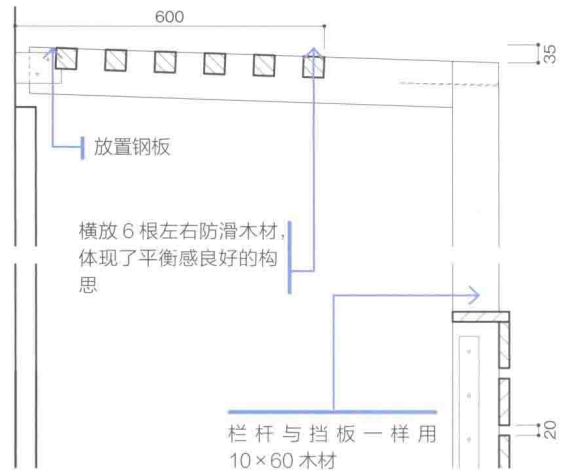 600
35
放置钢板
横放6根左右防滑木材，
体现了平衡感良好的构
思
20
栏杆与挡板一样用
10×60木材